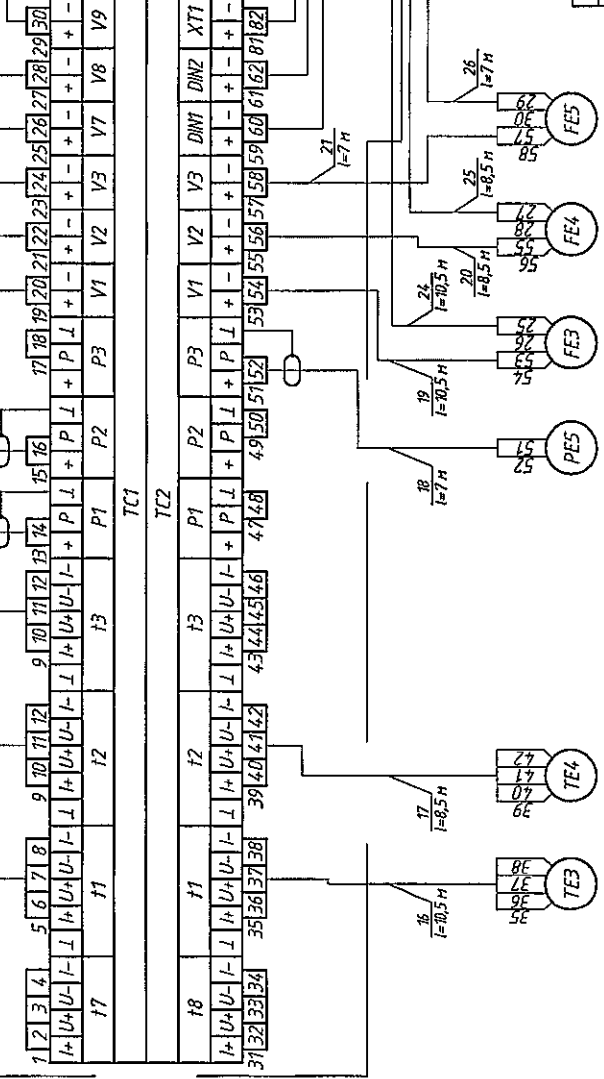 1 2 3 4 5 6 7 8 9 10 11 12 9 10 11 12 13 14 15 16 17 18 19 20 21 22 23 24 25 26 27 28 29 30
I+ U+ U- I- ⊥ I+ U+ U- I- ⊥ I+ U+ U- I- ⊥ I+ U+ U- I- + P ⊥ + P ⊥ + P ⊥ + - + - + - + - + - + -
t7 t1 t2 t3 P1 P2 P3 V1 V2 V3 V7 V8 V9
ТС1
ТС2
t8 t1 t2 t3 P1 P2 P3 V1 V2 V3 DIN1 DIN2 XT1
I+ U+ U- I- ⊥ I+ U+ U- I- ⊥ I+ U+ U- I- ⊥ I+ U+ U- I- + P ⊥ + P ⊥ + P ⊥ + - + - + - + - + - + -
31 32 33 34 35 36 37 38 39 40 41 42 43 44 45 46 47 48 49 50 51 52 53 54 55 56 57 58 59 60 61 62 81 82
16
l=10,5 м
17
l=8,5 м
18
l=7 м
19
l=10,5 м
24
l=10,5 м
20
l=8,5 м
25
l=8,5 м
21
l=7 м
26
l=7 м
35 36 37 38
TE3
39 40 41 42
TE4
52 51
PE5
54 53 26 25
FE3
56 55 28 27
FE4
58 57 30 29
FE5